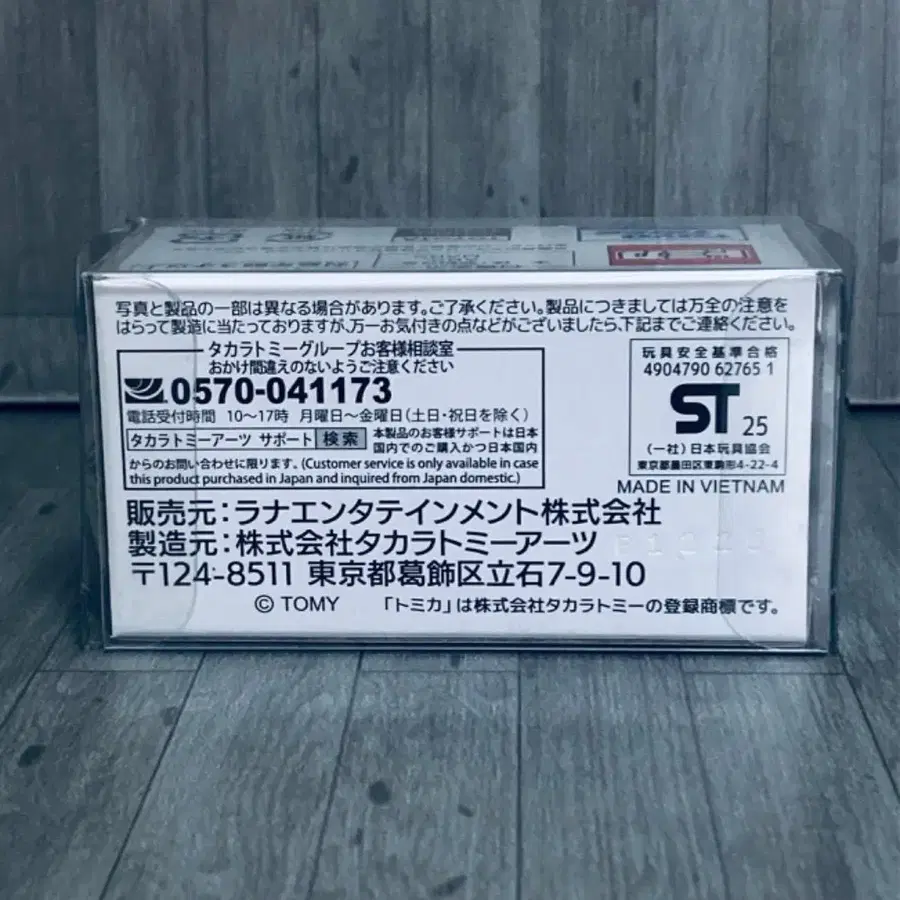 TOYOTA
写真と製品の一部は異なる場合があります。ご了承ください。製品につきましては万全の注意を
はらって製造に当たっておりますが、万一お気付きの点などがございましたら、下記までご連絡ください。
タカラトミーグループお客様相談室
おかけ間違えのないようご注意ください
0570-041173
電話受付時間 10～17時 月曜日～金曜日(土日・祝日を除く)
タカラトミーアーツ サポート 検索 本製品のお客様サポートは日本
国内でのご購入かつ日本国内
からのお問い合わせに限ります。(Customer service is only available in case
this product purchased in Japan and inquired from Japan domestic.)
玩具安全基準合格
4904790 62765 1
ST 25
(一社)日本玩具協会
東京都墨田区東駒形4-22-4
MADE IN VIETNAM
販売元：ラナエンタテインメント株式会社
製造元：株式会社タカラトミーアーツ
〒124-8511 東京都葛飾区立石7-9-10
© TOMY 「トミカ」は株式会社タカラトミーの登録商標です。